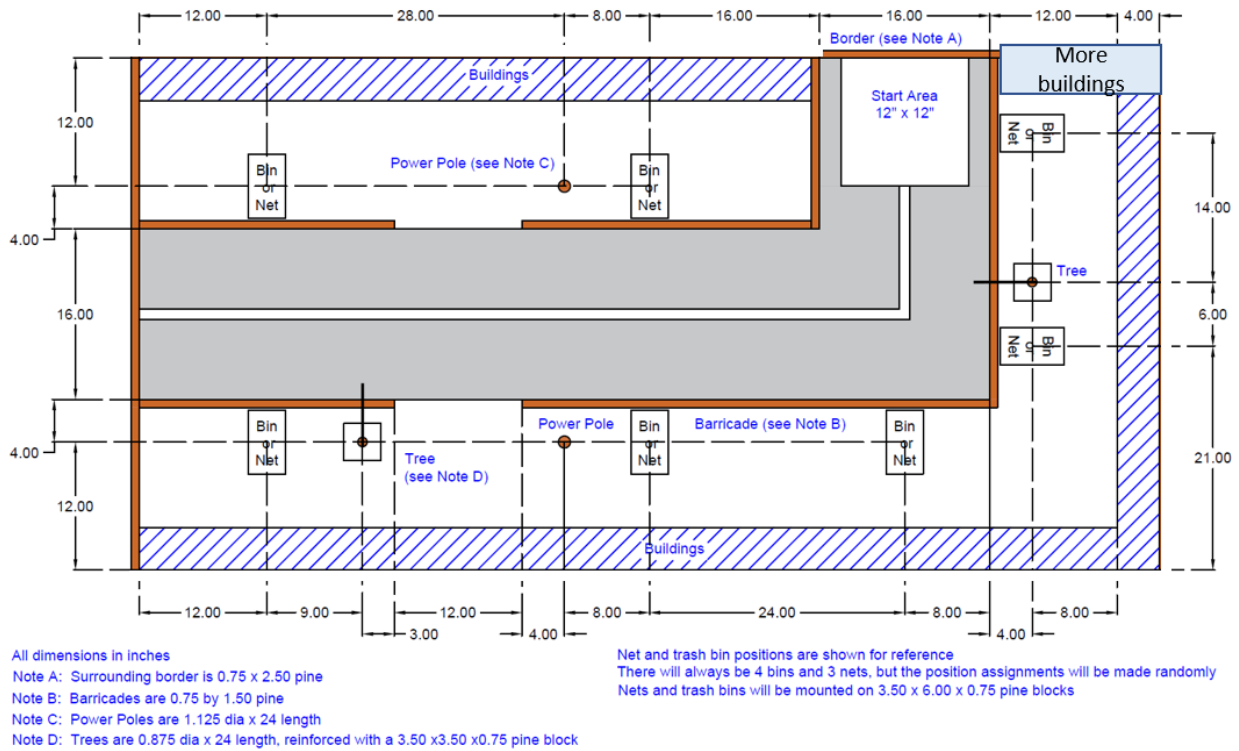 12.00 28.00 8.00 16.00 16.00 12.00 4.00
Border (see Note A)
More
buildings
Buildings
Start Area
12" x 12"
12.00
Power Pole (see Note C)
Bin
or
Net
Bin
or
Net
Bin
or
Net
4.00
14.00
Tree
16.00
6.00
Bin
or
Net
4.00
Bin
or
Net
Tree
(see Note D)
Power Pole
Bin
or
Net
Barricade (see Note B)
Bin
or
Net
12.00
21.00
Buildings
12.00 9.00 12.00 8.00 24.00 8.00 8.00
3.00 4.00 4.00
All dimensions in inches
Note A: Surrounding border is 0.75 x 2.50 pine
Note B: Barricades are 0.75 by 1.50 pine
Note C: Power Poles are 1.125 dia x 24 length
Note D: Trees are 0.875 dia x 24 length, reinforced with a 3.50 x3.50 x0.75 pine block
Net and trash bin positions are shown for reference
There will always be 4 bins and 3 nets, but the position assignments will be made randomly
Nets and trash bins will be mounted on 3.50 x 6.00 x 0.75 pine blocks